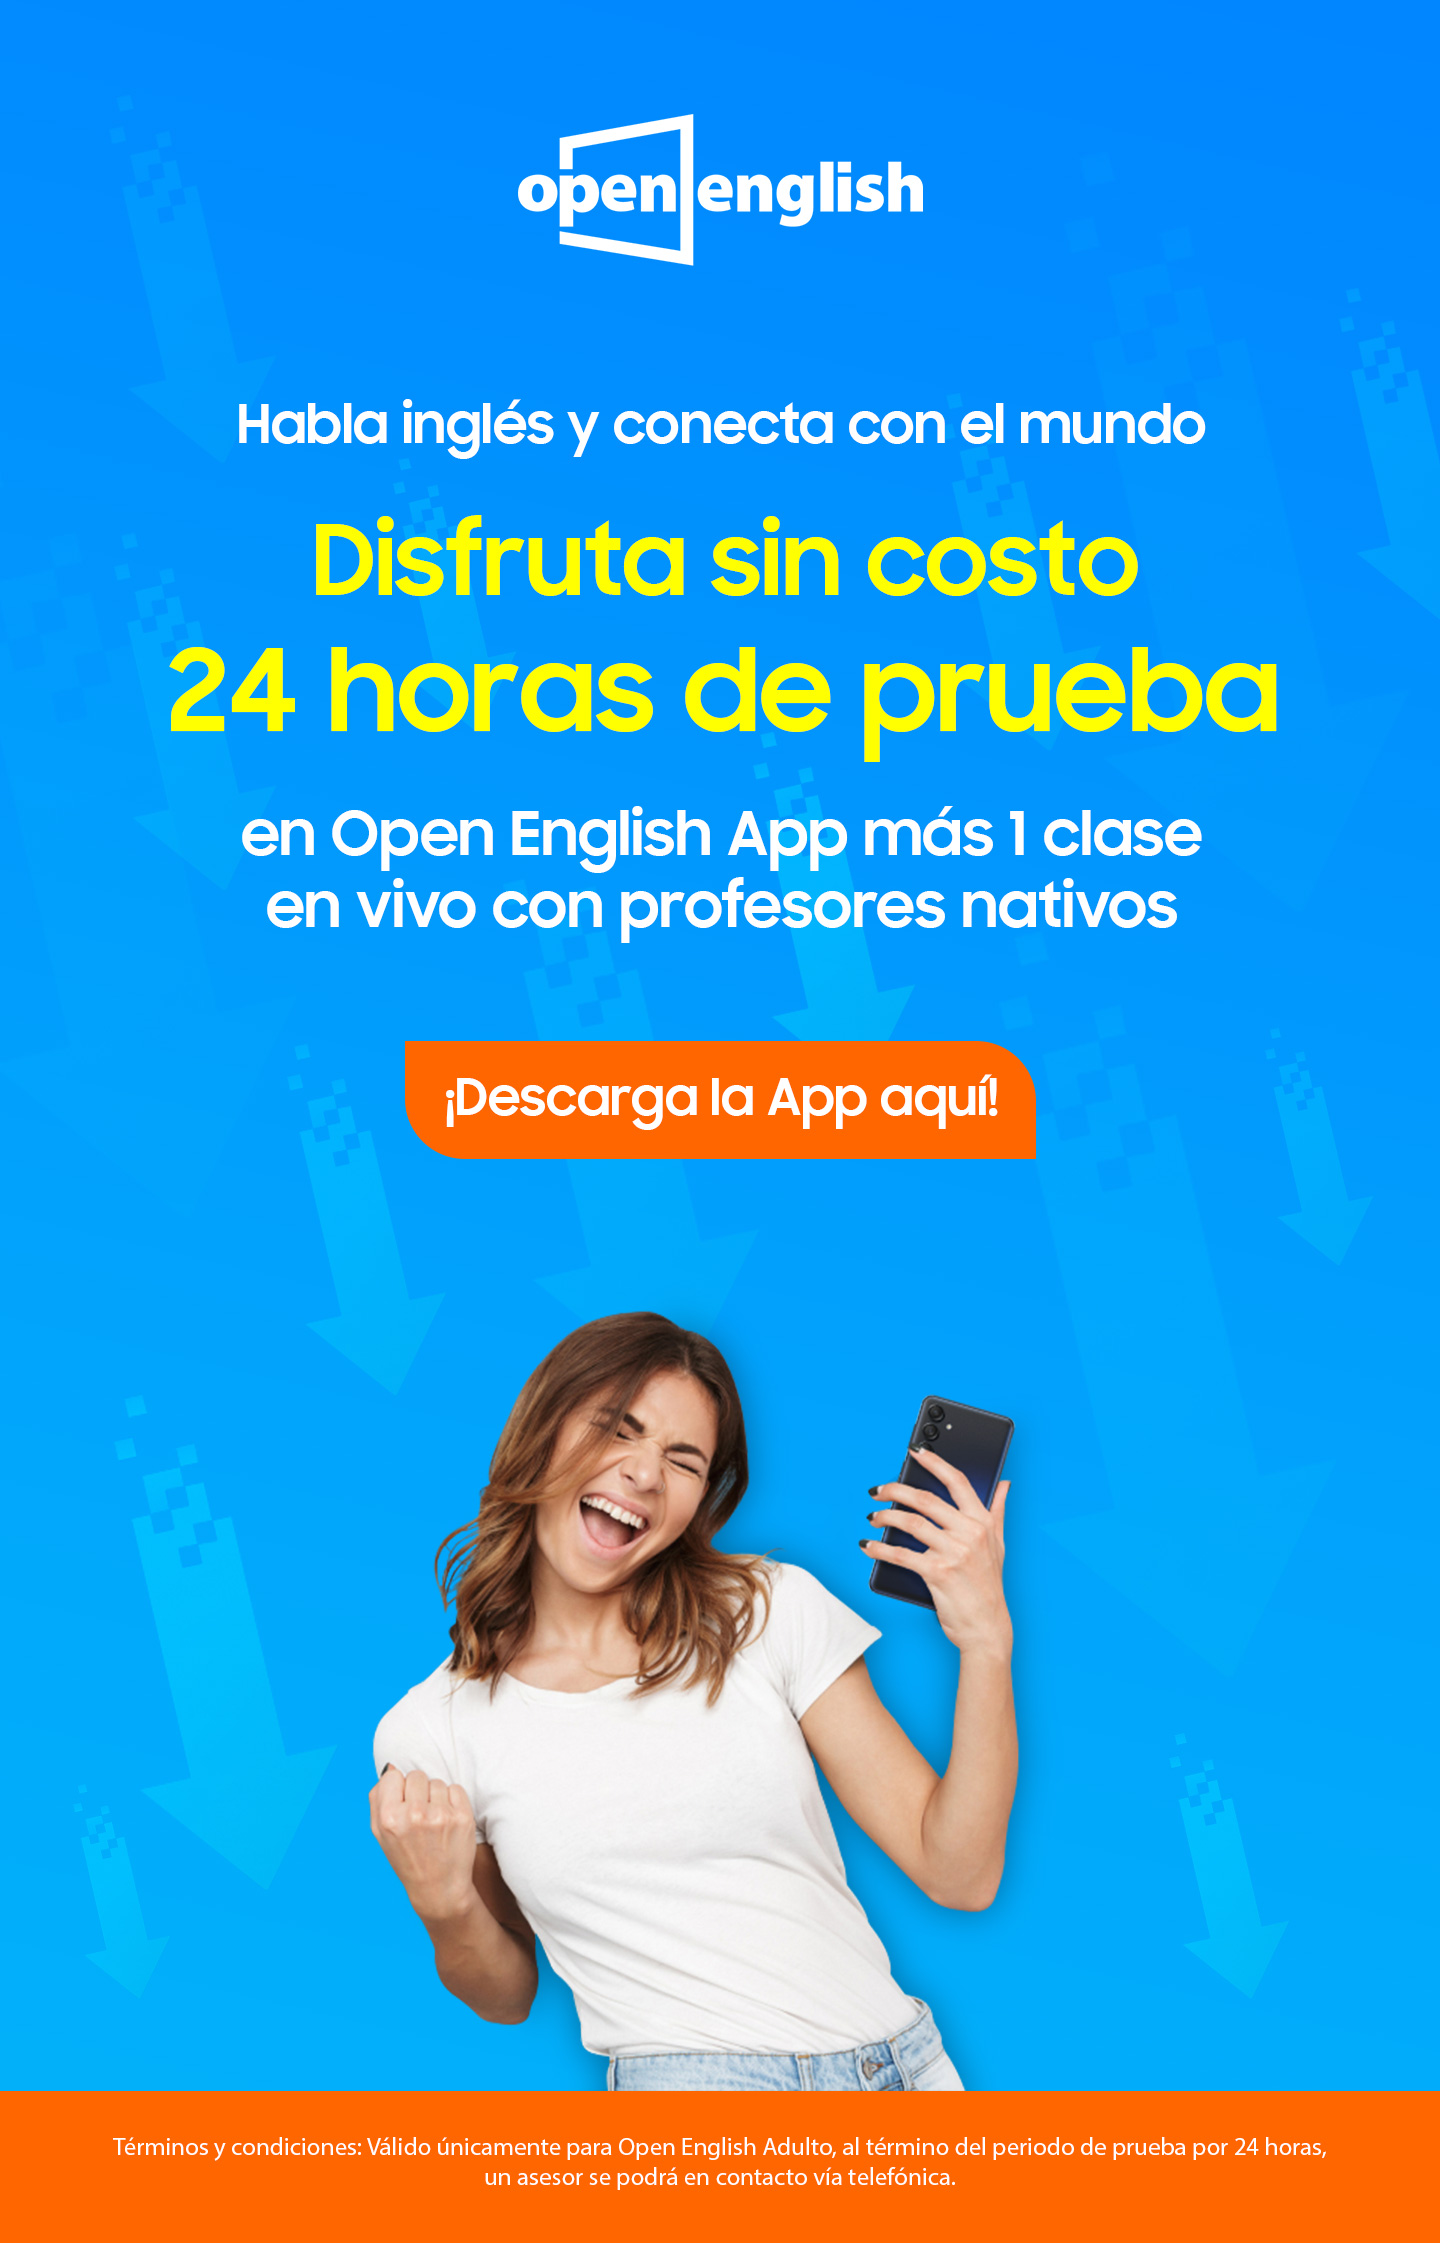 openenglish
Habla inglés y conecta con el mundo
Disfruta sin costo
24 horas de prueba
en Open English App más 1 clase
en vivo con profesores nativos
¡Descarga la App aquí!
Términos y condiciones: Válido únicamente para Open English Adulto, al término del periodo de prueba por 24 horas,
un asesor se podrá en contacto vía telefónica.